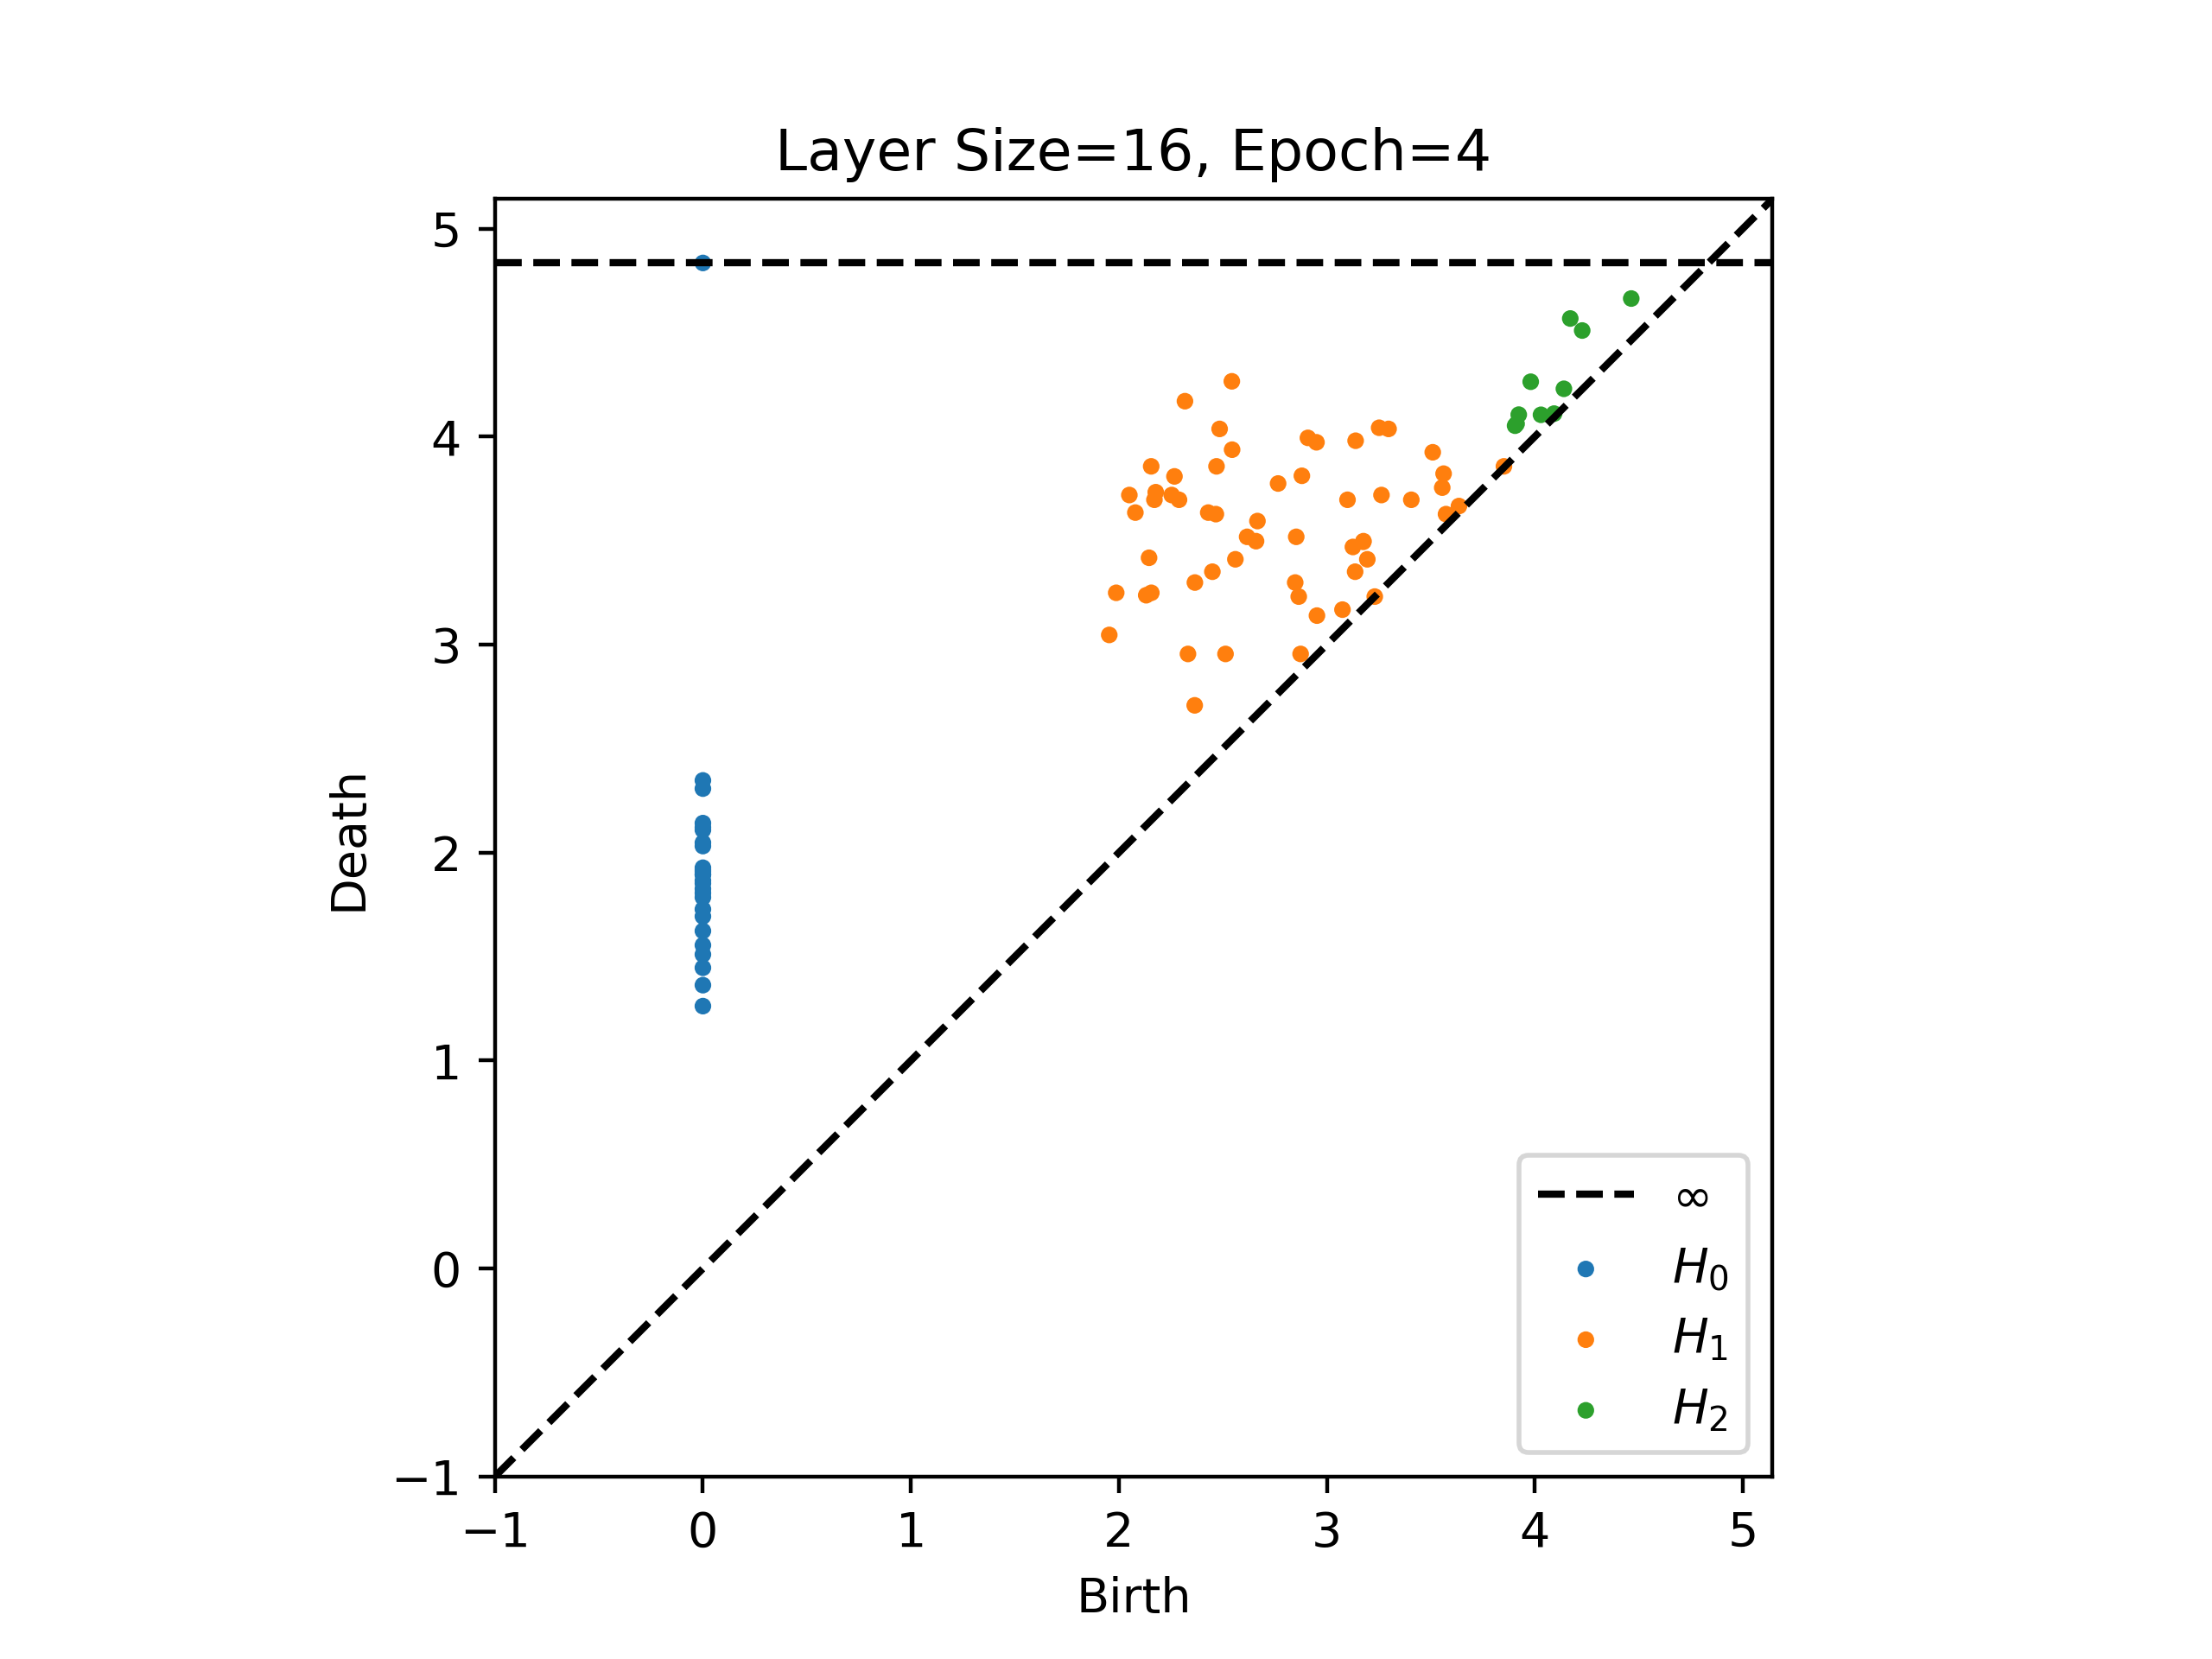 Layer Size=16, Epoch=4
5
4
3
2
1
0
−1
Death
−1 0 1 2 3 4 5
Birth
∞
H₀
H₁
H₂